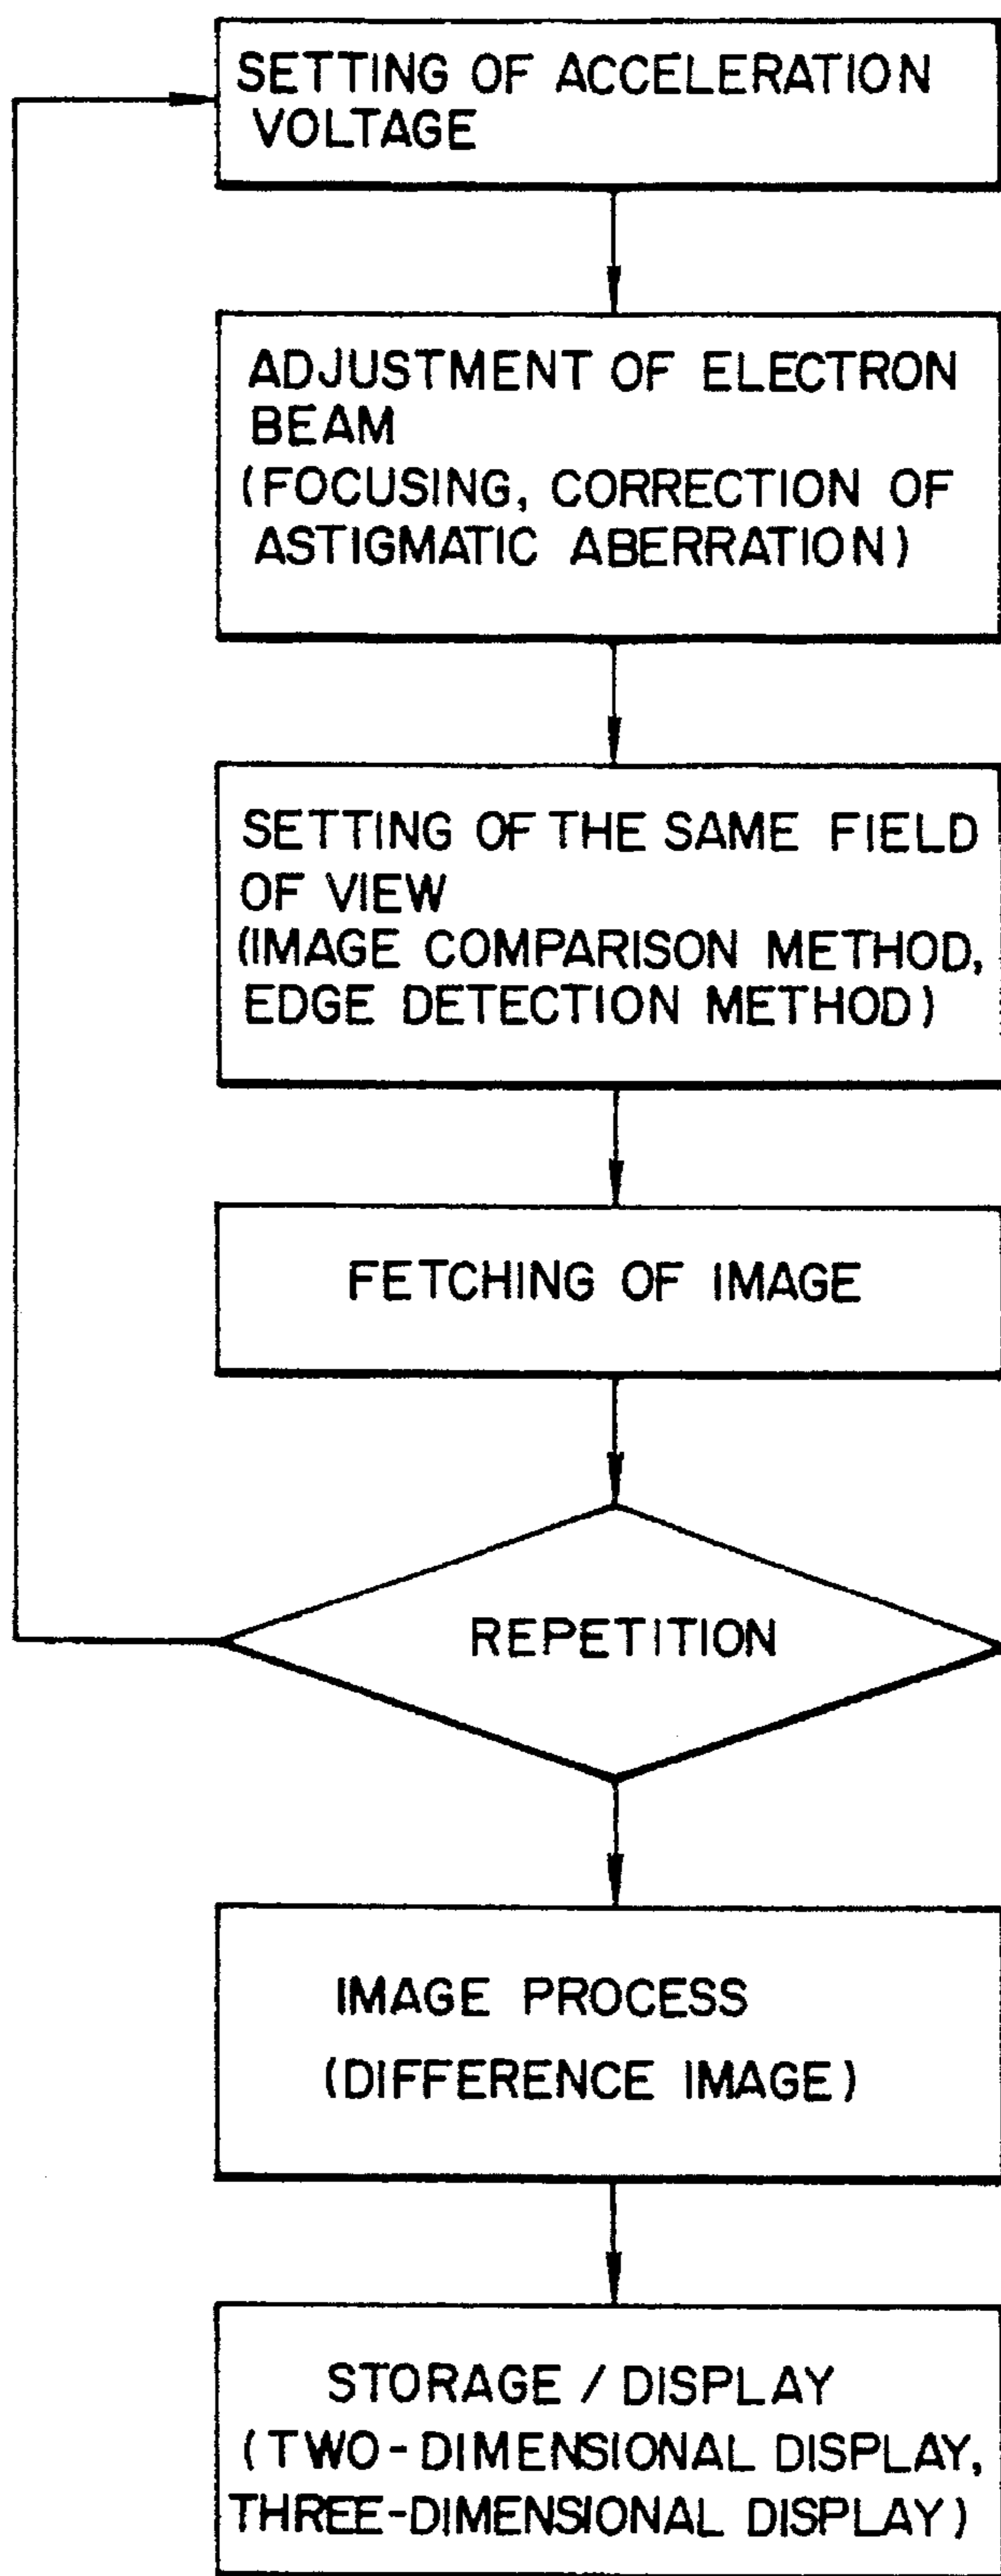 SETTING OF ACCELERATION
VOLTAGE
ADJUSTMENT OF ELECTRON
BEAM
(FOCUSING, CORRECTION OF
ASTIGMATIC ABERRATION)
SETTING OF THE SAME FIELD
OF VIEW
(IMAGE COMPARISON METHOD,
EDGE DETECTION METHOD)
FETCHING OF IMAGE
REPETITION
IMAGE PROCESS
(DIFFERENCE IMAGE)
STORAGE / DISPLAY
(TWO-DIMENSIONAL DISPLAY,
THREE-DIMENSIONAL DISPLAY)